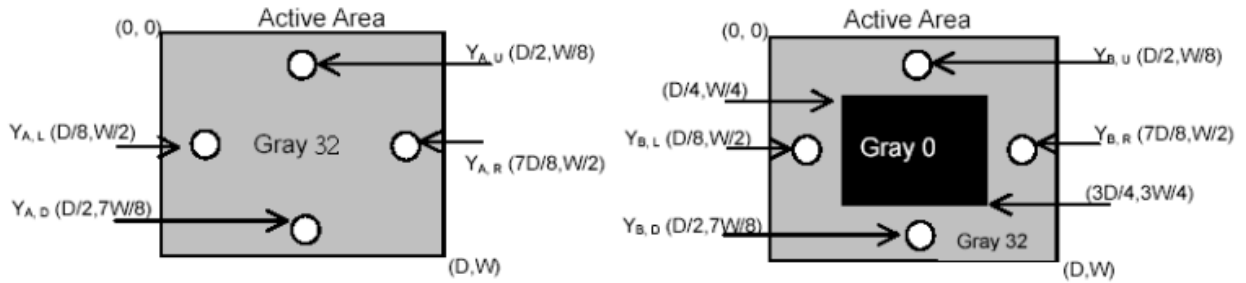 Active Area
(0, 0)
Y_A, U (D/2,W/8)
Y_A, L (D/8,W/2)
Gray 32
Y_A, R (7D/8,W/2)
Y_A, D (D/2,7W/8)
(D,W)
Active Area
(0, 0)
Y_B, U (D/2,W/8)
(D/4,W/4)
Y_B, L (D/8,W/2)
Gray 0
Y_B, R (7D/8,W/2)
(3D/4,3W/4)
Y_B, D (D/2,7W/8)
Gray 32
(D,W)